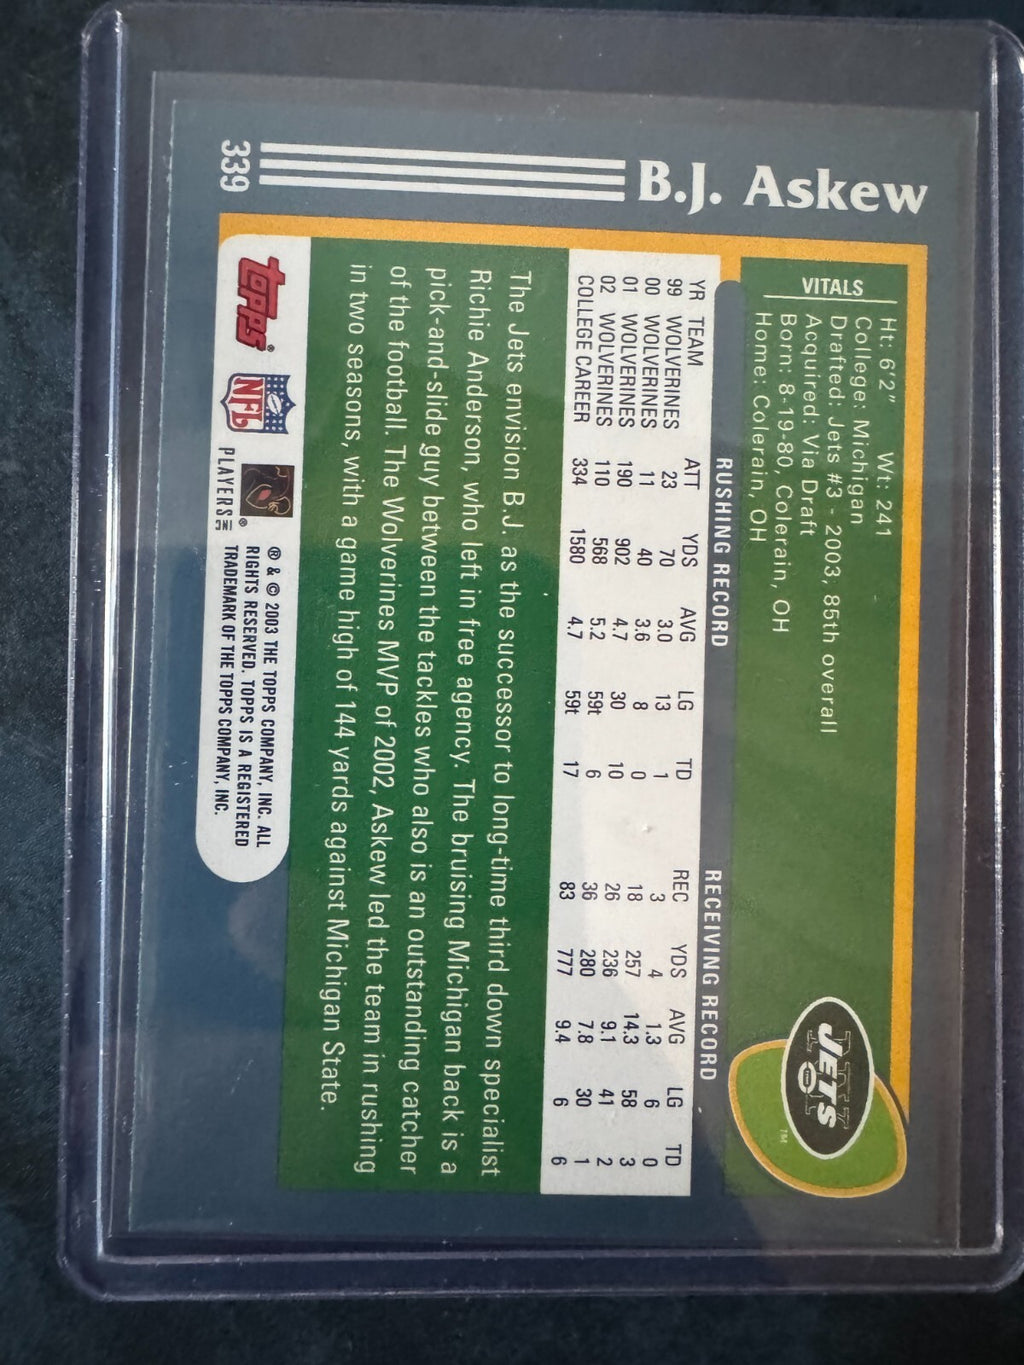 339 B.J. Askew
VITALS
Ht: 6'2" Wt: 241
College: Michigan
Drafted: Jets #3 - 2003, 85th overall
Acquired: Via Draft
Born: 8-19-80, Colerain, OH
Home: Colerain, OH
NY JETS
TM
RUSHING RECORD RECEIVING RECORD
YR TEAM ATT YDS AVG LG TD REC YDS AVG LG TD
99 WOLVERINES 23 70 3.0 13 1 3 4 1.3 6 0
00 WOLVERINES 11 40 3.6 8 0 18 257 14.3 58 3
01 WOLVERINES 190 902 4.7 30 10 26 236 9.1 41 2
02 WOLVERINES 110 568 5.2 59t 6 36 280 7.8 30 1
COLLEGE CAREER 334 1580 4.7 59t 17 83 777 9.4 6 6
The Jets envision B.J. as the successor to long-time third down specialist
Richie Anderson, who left in free agency. The bruising Michigan back is a
pick-and-slide guy between the tackles who also is an outstanding catcher
of the football. The Wolverines MVP of 2002, Askew led the team in rushing
in two seasons, with a game high of 144 yards against Michigan State.
topps®
NFL
PLAYERS INC ®
® & © 2003 THE TOPPS COMPANY, INC. ALL
RIGHTS RESERVED. TOPPS IS A REGISTERED
TRADEMARK OF THE TOPPS COMPANY, INC.